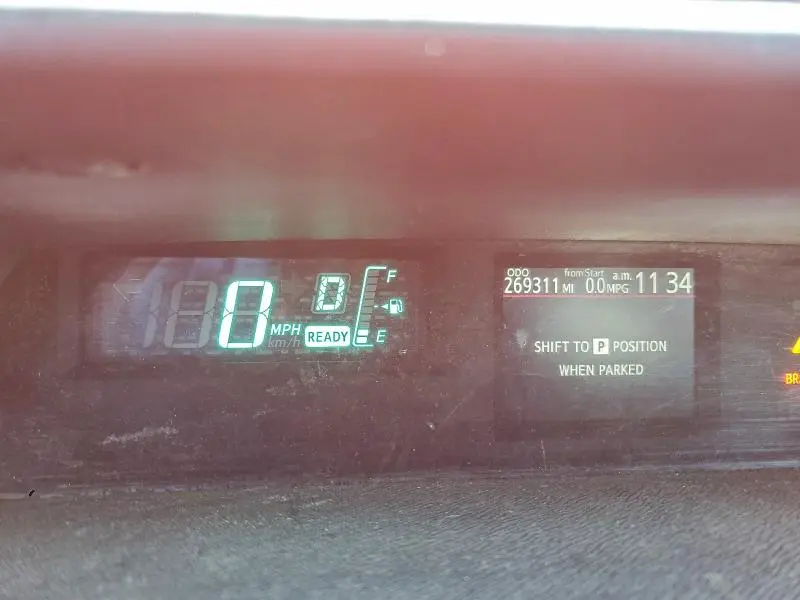 0 MPH
km/h
D
READY
F
E
ODO
269311 MI
from Start
0.0 MPG
a.m. 11 34
SHIFT TO P POSITION
WHEN PARKED